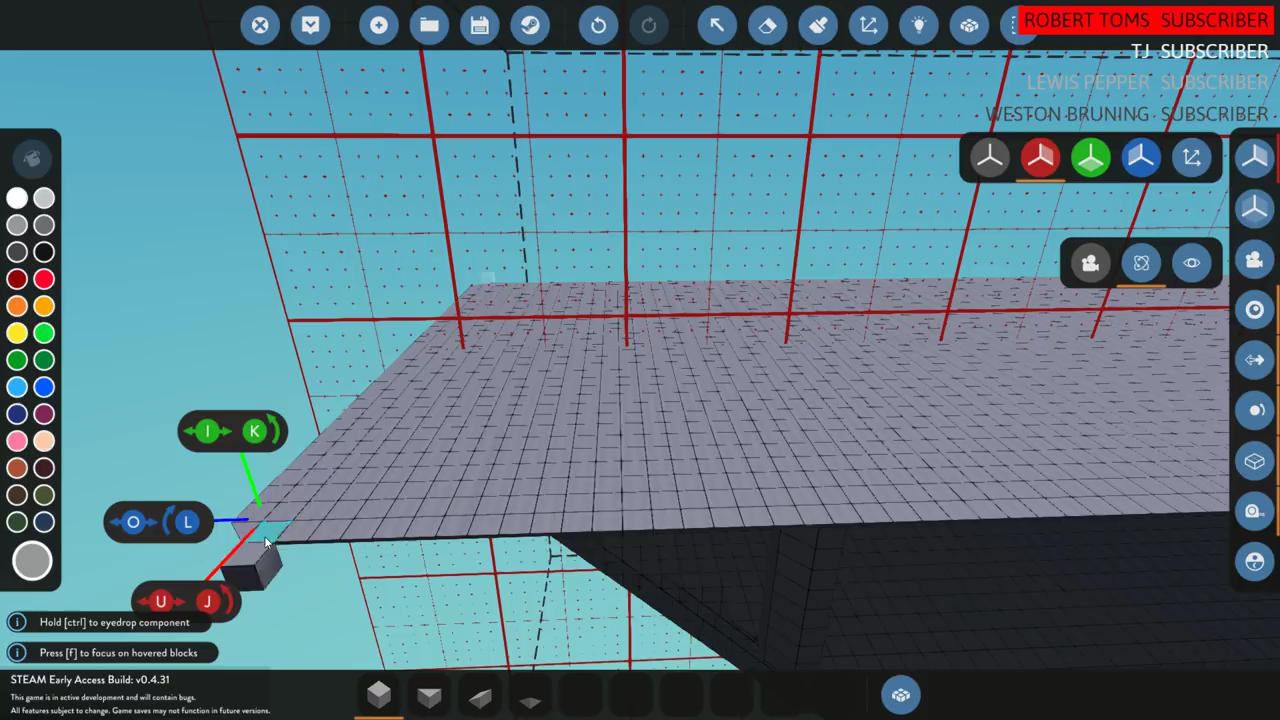 ROBERT TOMS SUBSCRIBER
TJ SUBSCRIBER
LEWIS PEPPER SUBSCRIBER
WESTON BRUNING SUBSCRIBER
I K
O L
U J
Hold [ctrl] to eyedrop component
Press [f] to focus on hovered blocks
STEAM Early Access Build: v0.4.31
This game is in active development and will contain bugs.
All features subject to change. Game saves may not function in future versions.